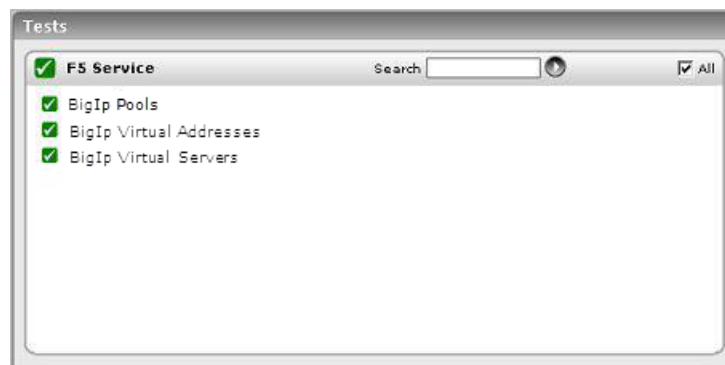 Tests
F5 Service Search All
BigIp Pools
BigIp Virtual Addresses
BigIp Virtual Servers